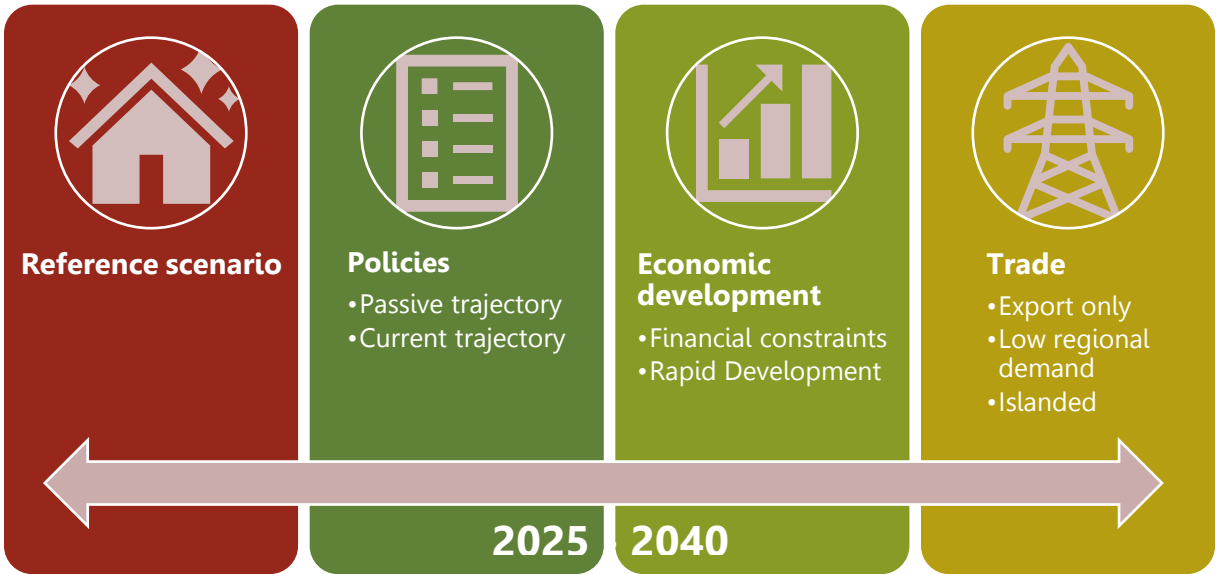 Reference scenario
Policies
•Passive trajectory
•Current trajectory
Economic
development
•Financial constraints
•Rapid Development
Trade
•Export only
•Low regional
demand
•Islanded
2025 - 2040